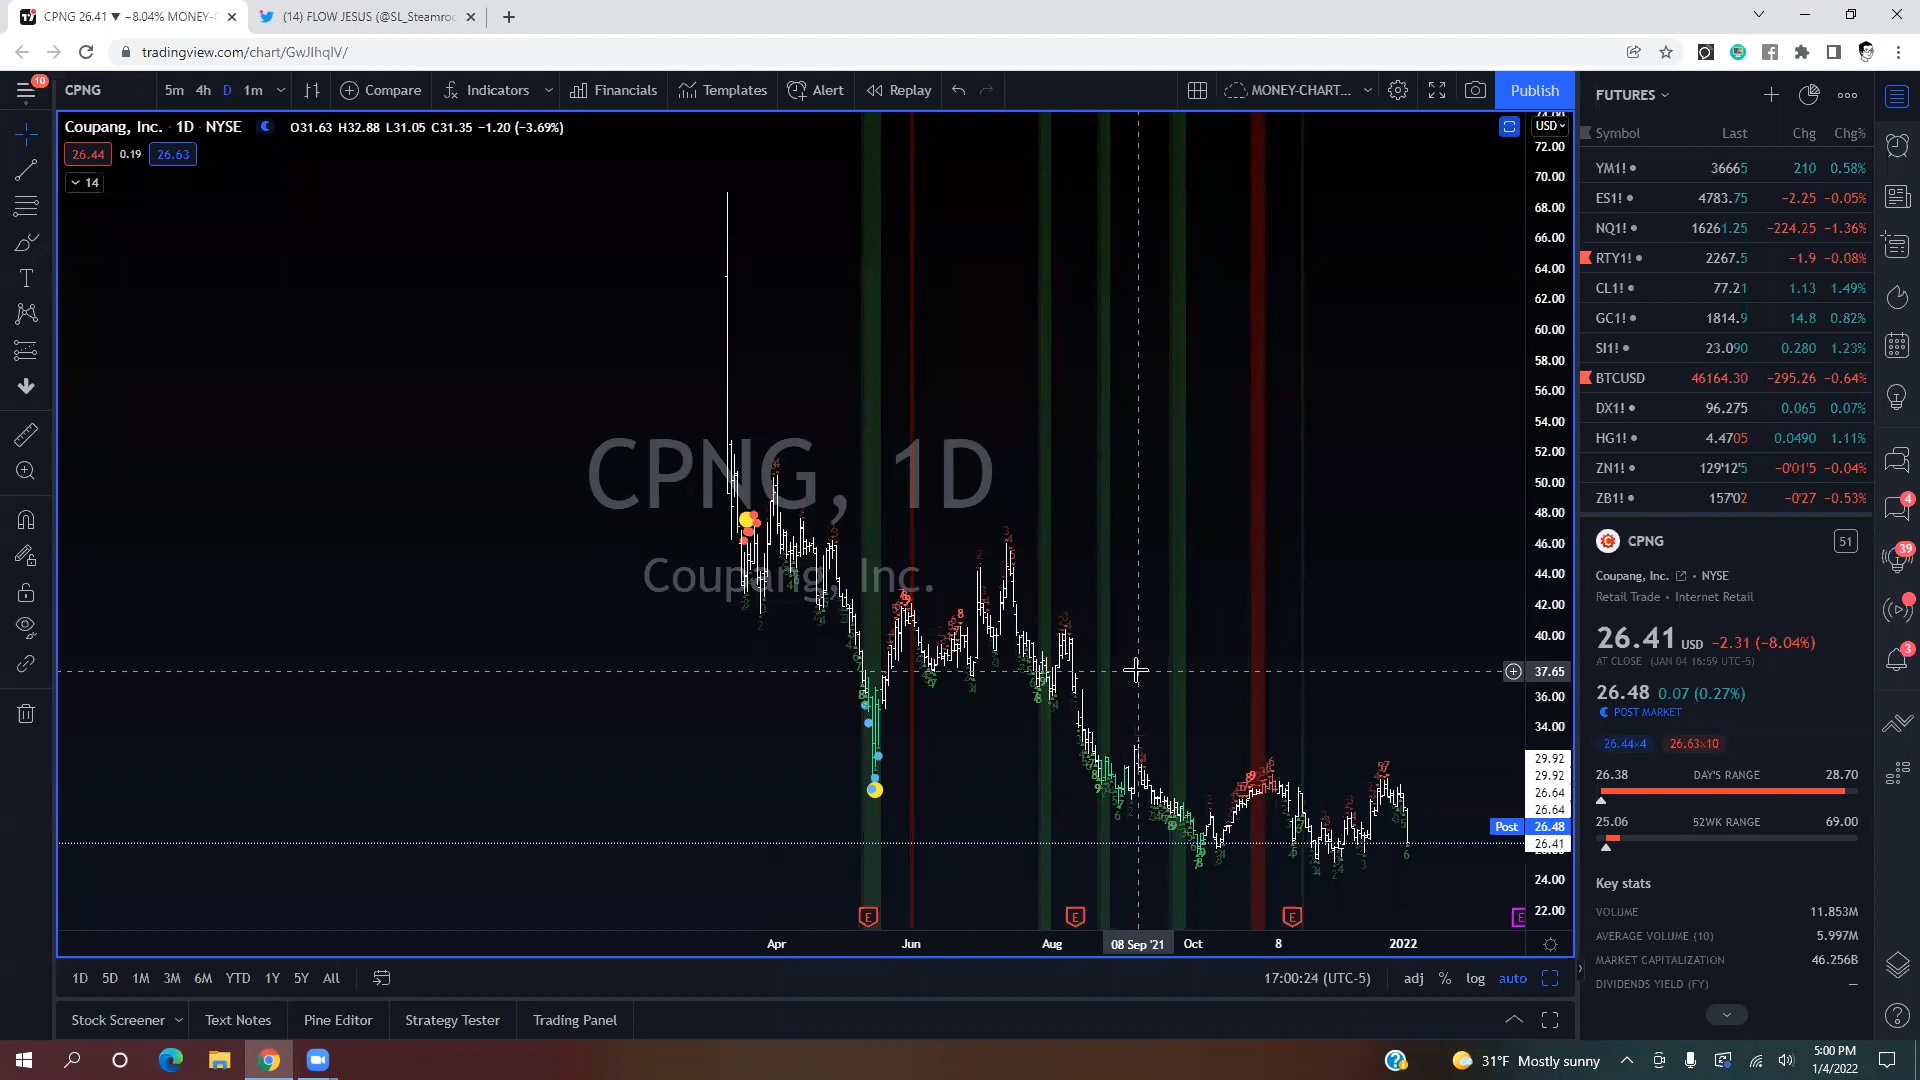 CPNG 26.41 ▼ −8.04% MONEY-C
(14) FLOW JESUS (@SL_Steamroo
tradingview.com/chart/GwJIhqIV/
10
CPNG
5m 4h D 1m
Compare
Indicators
Financials
Templates
Alert
Replay
MONEY-CHART...
Publish
Coupang, Inc. · 1D · NYSE O31.63 H32.88 L31.05 C31.35 −1.20 (−3.69%)
26.44 0.19 26.63
14
CPNG, 1D
Coupang, Inc.
USD
72.00
70.00
68.00
66.00
64.00
62.00
60.00
58.00
56.00
54.00
52.00
50.00
48.00
46.00
44.00
42.00
40.00
37.65
36.00
34.00
29.92
29.92
26.64
26.64
Post 26.48
26.41
24.00
22.00
E E E E
Apr Jun Aug 08 Sep '21 Oct 8 2022
1D 5D 1M 3M 6M YTD 1Y 5Y All
17:00:24 (UTC-5) adj % log auto
Stock Screener Text Notes Pine Editor Strategy Tester Trading Panel
FUTURES
Symbol Last Chg Chg%
YM1! 36665 210 0.58%
ES1! 4783.75 −2.25 −0.05%
NQ1! 16261.25 −224.25 −1.36%
RTY1! 2267.5 −1.9 −0.08%
CL1! 77.21 1.13 1.49%
GC1! 1814.9 14.8 0.82%
SI1! 23.090 0.280 1.23%
BTCUSD 46164.30 −295.26 −0.64%
DX1! 96.275 0.065 0.07%
HG1! 4.4705 0.0490 1.11%
ZN1! 129'12'5 −0'01'5 −0.04%
ZB1! 157'02 −0'27 −0.53%
CPNG 51
Coupang, Inc. • NYSE
Retail Trade • Internet Retail
26.41 USD −2.31 (−8.04%)
AT CLOSE (JAN 04 16:59 UTC-5)
26.48 0.07 (0.27%)
POST MARKET
26.44×4 26.63×10
26.38 DAY'S RANGE 28.70
25.06 52WK RANGE 69.00
Key stats
VOLUME 11.853M
AVERAGE VOLUME (10) 5.997M
MARKET CAPITALIZATION 46.256B
DIVIDENDS YIELD (FY) —
4
39
3
31°F Mostly sunny
5:00 PM
1/4/2022